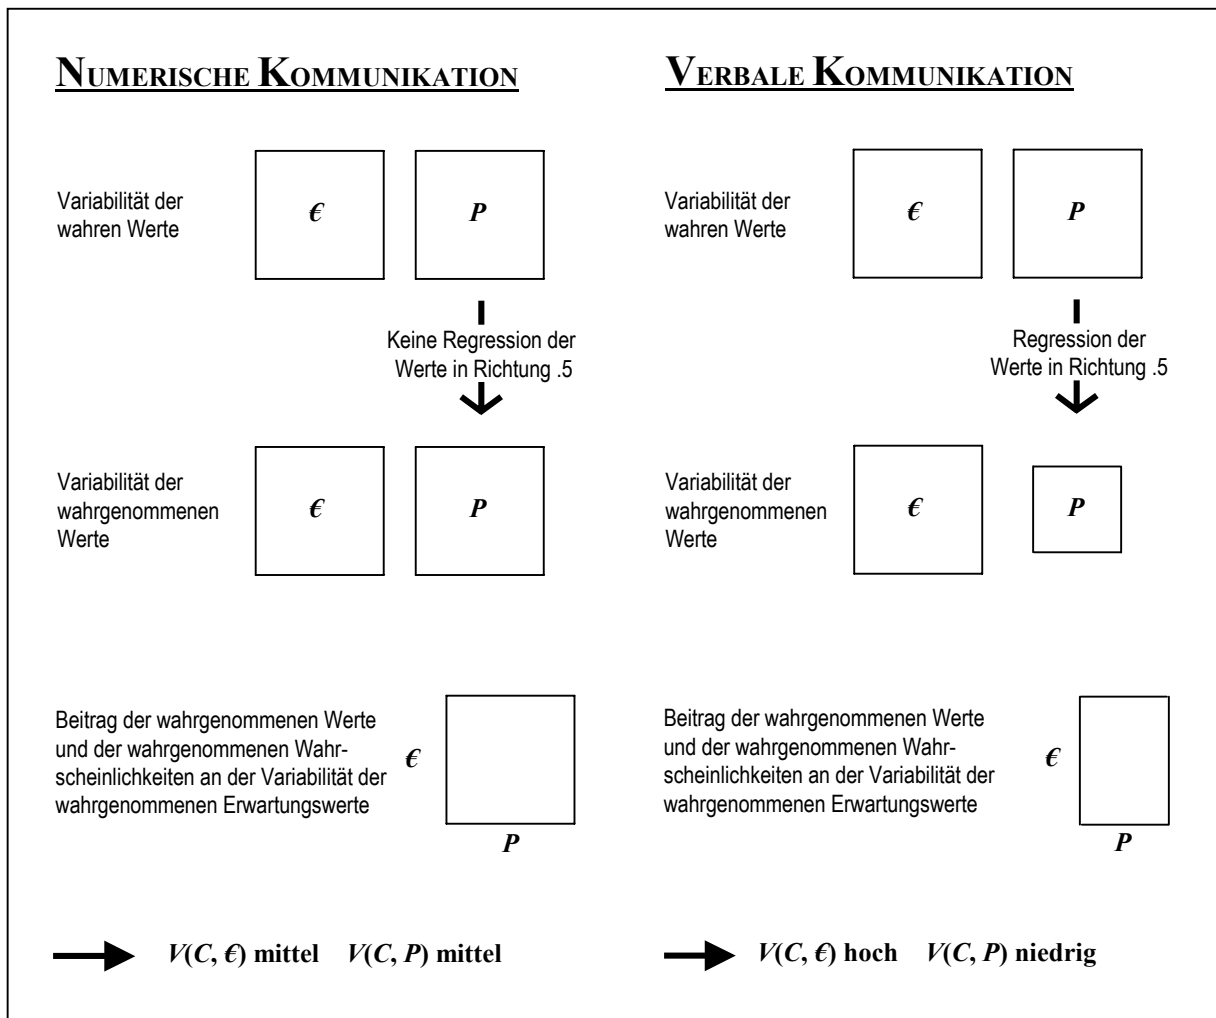 NUMERISCHE KOMMUNIKATION
Variabilität der
wahren Werte
€ P
Keine Regression der
Werte in Richtung .5
Variabilität der
wahrgenommenen
Werte
€ P
Beitrag der wahrgenommenen Werte
und der wahrgenommenen Wahr-
scheinlichkeiten an der Variabilität der
wahrgenommenen Erwartungswerte
€
P
V(C, €) mittel V(C, P) mittel
VERBALE KOMMUNIKATION
Variabilität der
wahren Werte
€ P
Regression der
Werte in Richtung .5
Variabilität der
wahrgenommenen
Werte
€ P
Beitrag der wahrgenommenen Werte
und der wahrgenommenen Wahr-
scheinlichkeiten an der Variabilität der
wahrgenommenen Erwartungswerte
€
P
V(C, €) hoch V(C, P) niedrig